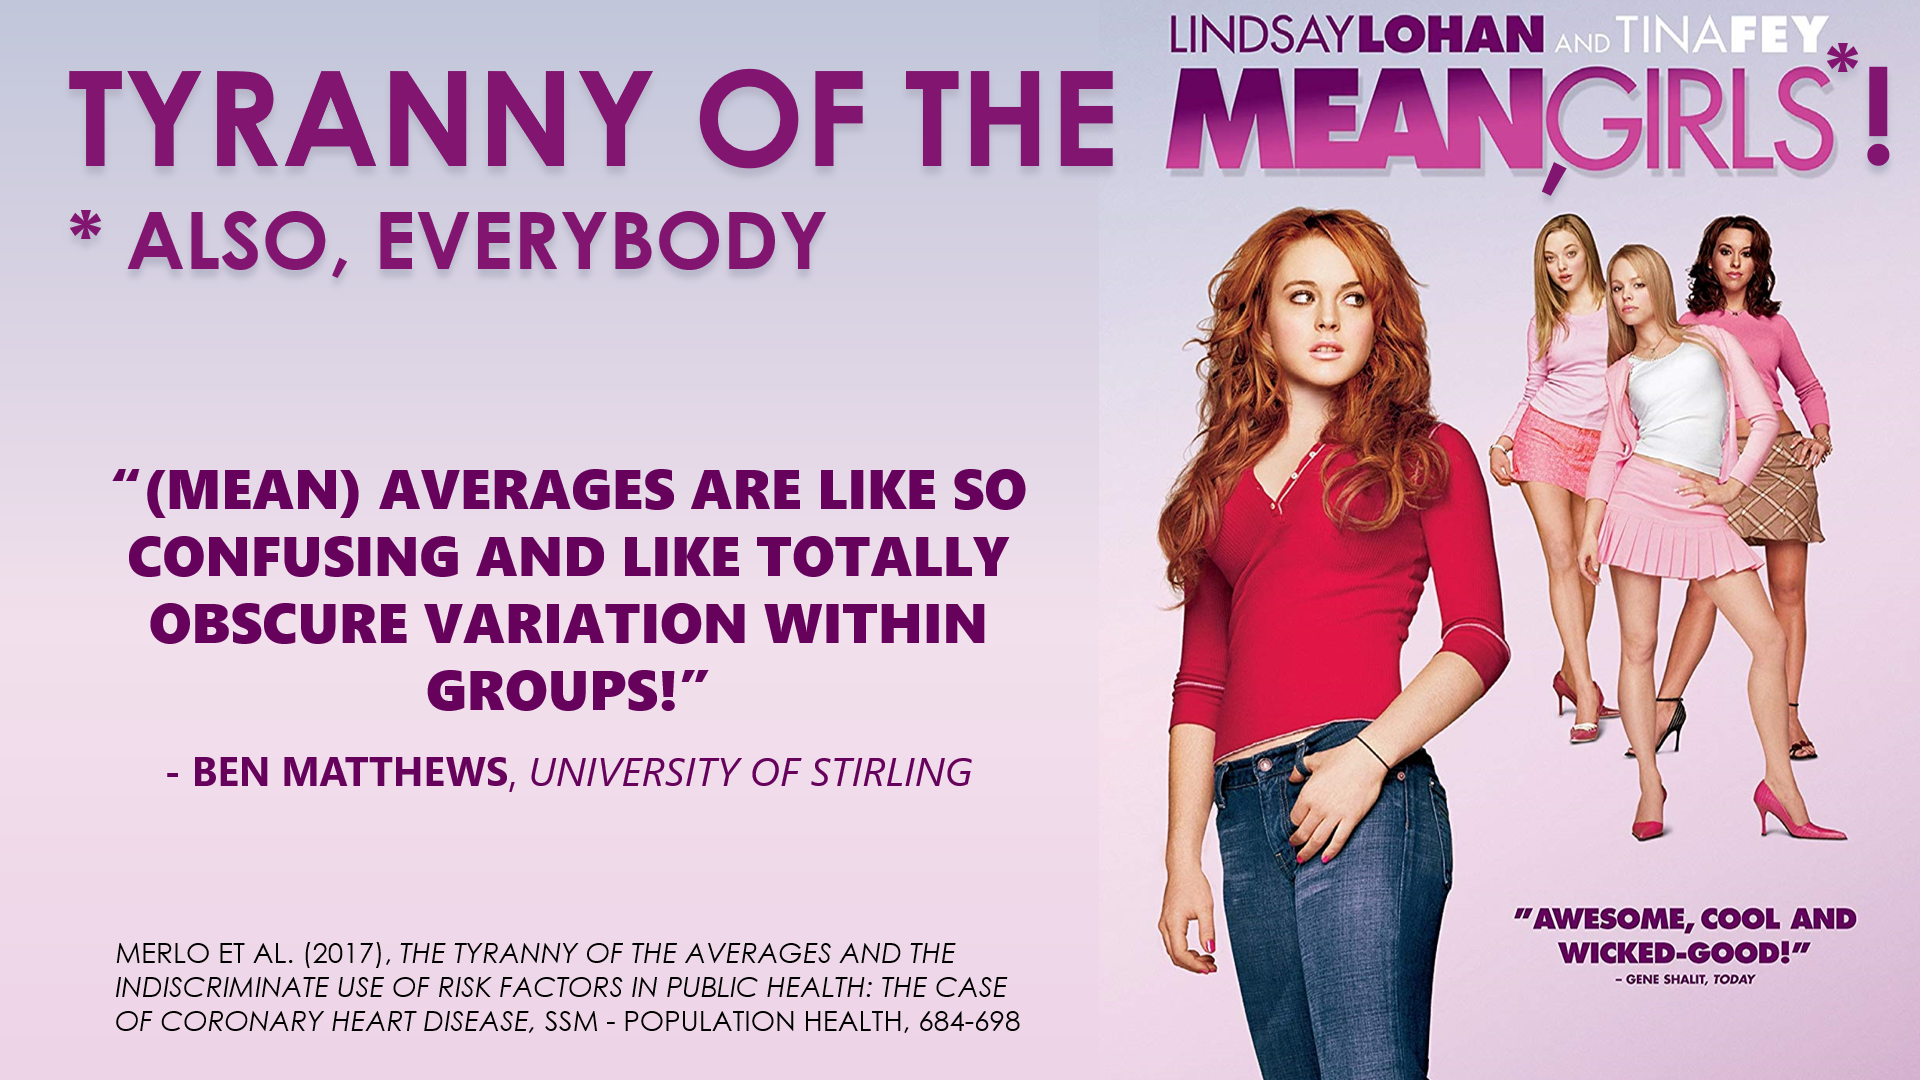 TYRANNY OF THE
* ALSO, EVERYBODY
“(MEAN) AVERAGES ARE LIKE SO
CONFUSING AND LIKE TOTALLY
OBSCURE VARIATION WITHIN
GROUPS!”
- BEN MATTHEWS, UNIVERSITY OF STIRLING
MERLO ET AL. (2017), THE TYRANNY OF THE AVERAGES AND THE
INDISCRIMINATE USE OF RISK FACTORS IN PUBLIC HEALTH: THE CASE
OF CORONARY HEART DISEASE, SSM - POPULATION HEALTH, 684-698
LINDSAY LOHAN AND TINA FEY
MEAN, GIRLS*!
"AWESOME, COOL AND
WICKED-GOOD!"
– GENE SHALIT, TODAY